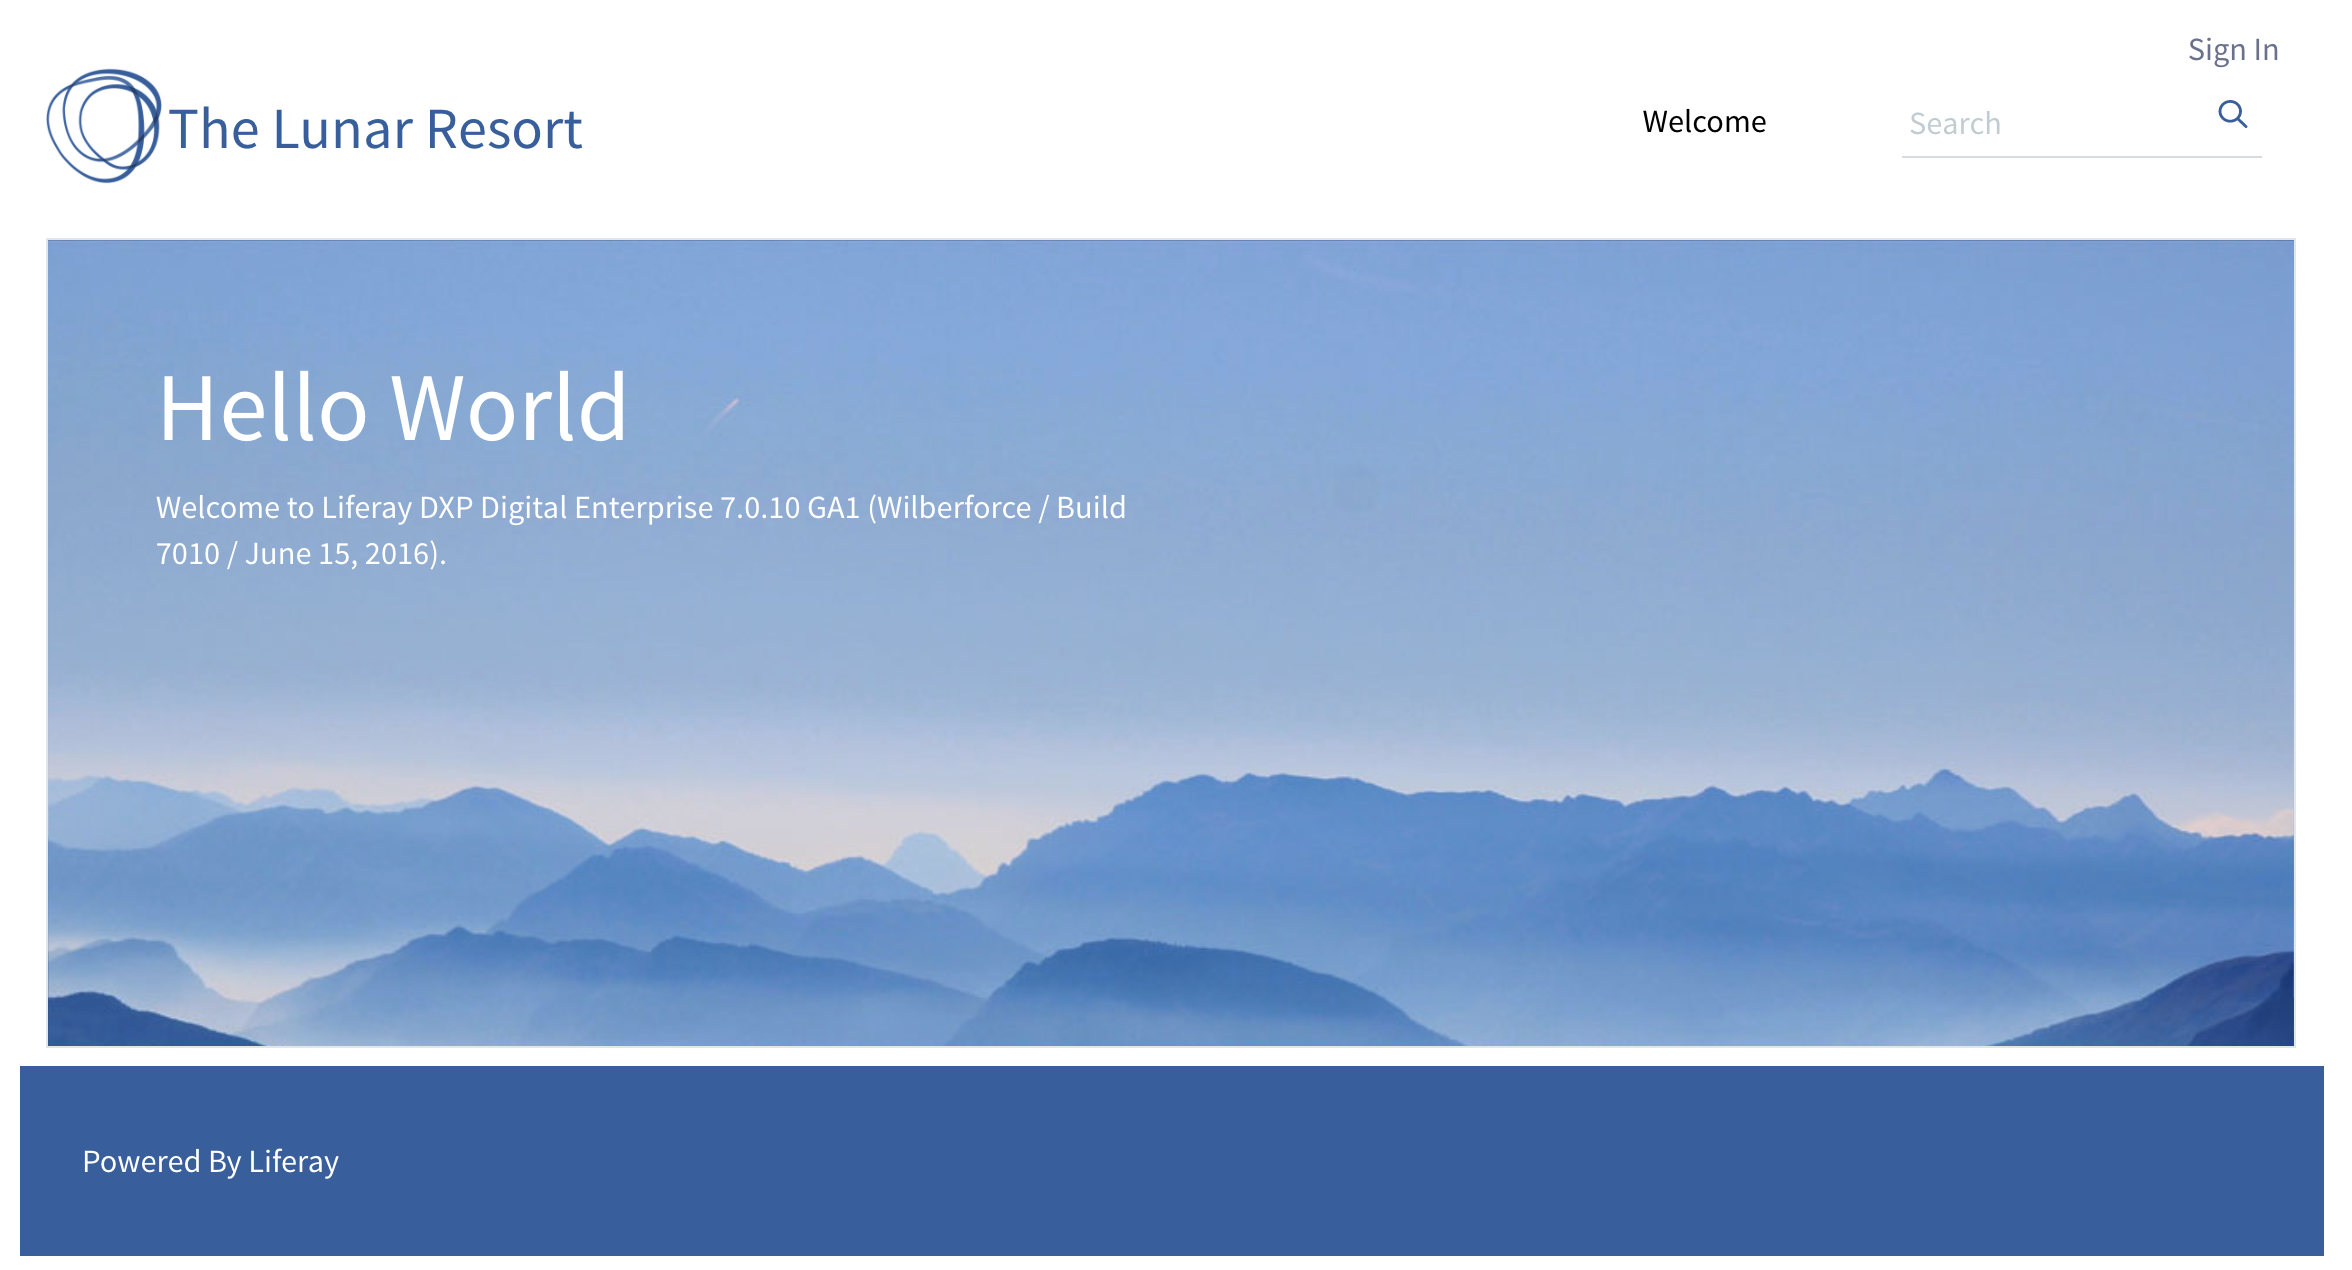 Sign In
The Lunar Resort
Welcome
Search
Hello World
Welcome to Liferay DXP Digital Enterprise 7.0.10 GA1 (Wilberforce / Build
7010 / June 15, 2016).
Powered By Liferay